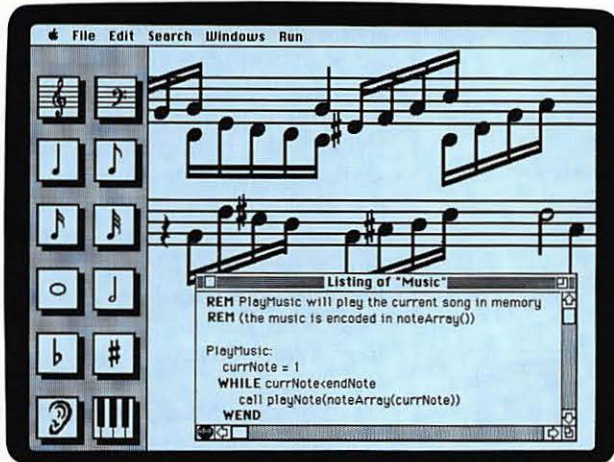 File Edit Search Windows Run
Listing of "Music"
REM PlayMusic will play the current song in memory
REM (the music is encoded in noteArray())
PlayMusic:
currNote = 1
WHILE currNote<endNote
call playNote(noteArray(currNote))
WEND